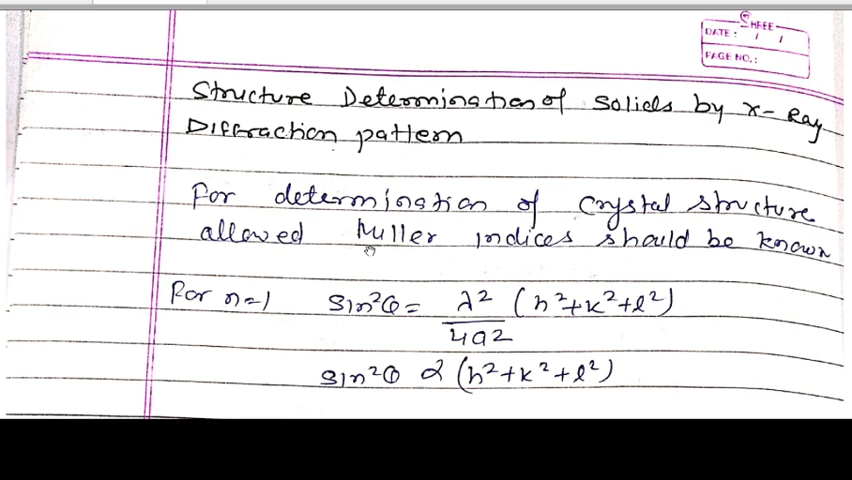 SHREE
DATE: / /
PAGE NO.:
Structure Determination of solids by x-Ray
Diffraction pattern
For determination of crystal structure
allowed Miller indices should be known
For n=1 sin²θ = λ²/4a² (h²+k²+l²)
sin²θ ∝ (h²+k²+l²)